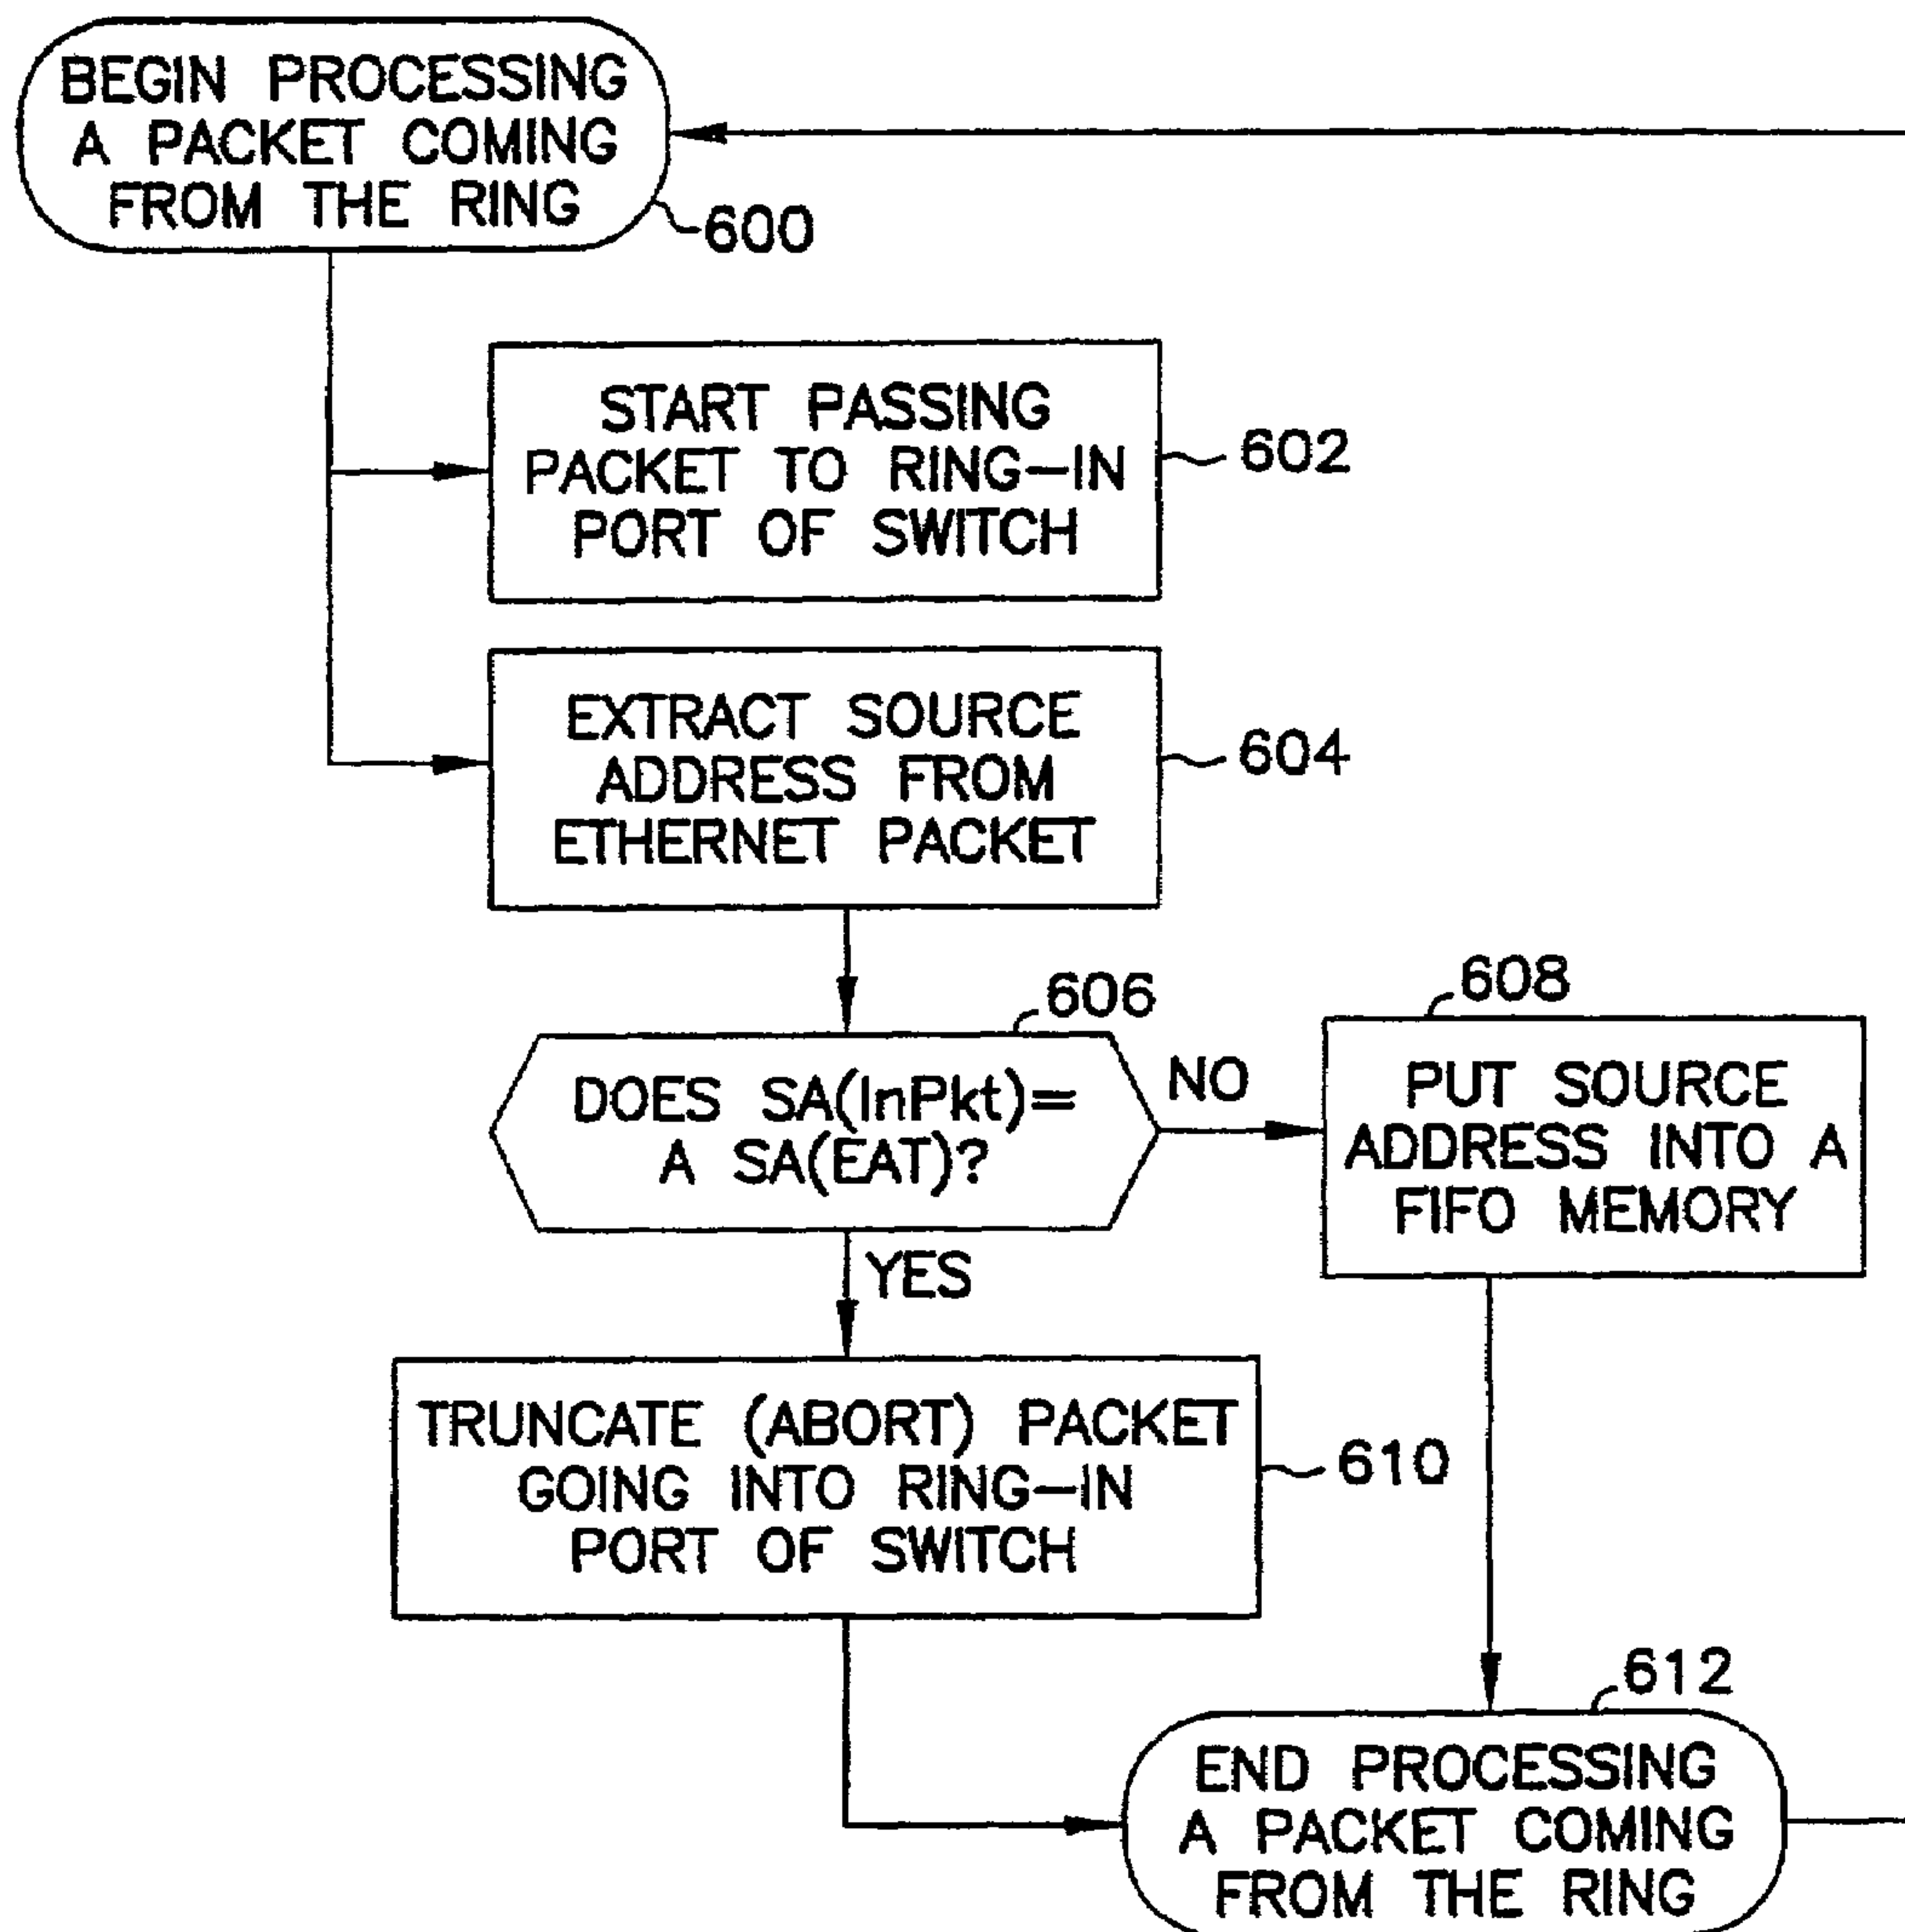 BEGIN PROCESSING
A PACKET COMING
FROM THE RING
600
START PASSING
PACKET TO RING-IN
PORT OF SWITCH
602
EXTRACT SOURCE
ADDRESS FROM
ETHERNET PACKET
604
606
DOES SA(InPkt)=
A SA(EAT)?
NO
608
PUT SOURCE
ADDRESS INTO A
FIFO MEMORY
YES
TRUNCATE (ABORT) PACKET
GOING INTO RING-IN
PORT OF SWITCH
610
612
END PROCESSING
A PACKET COMING
FROM THE RING